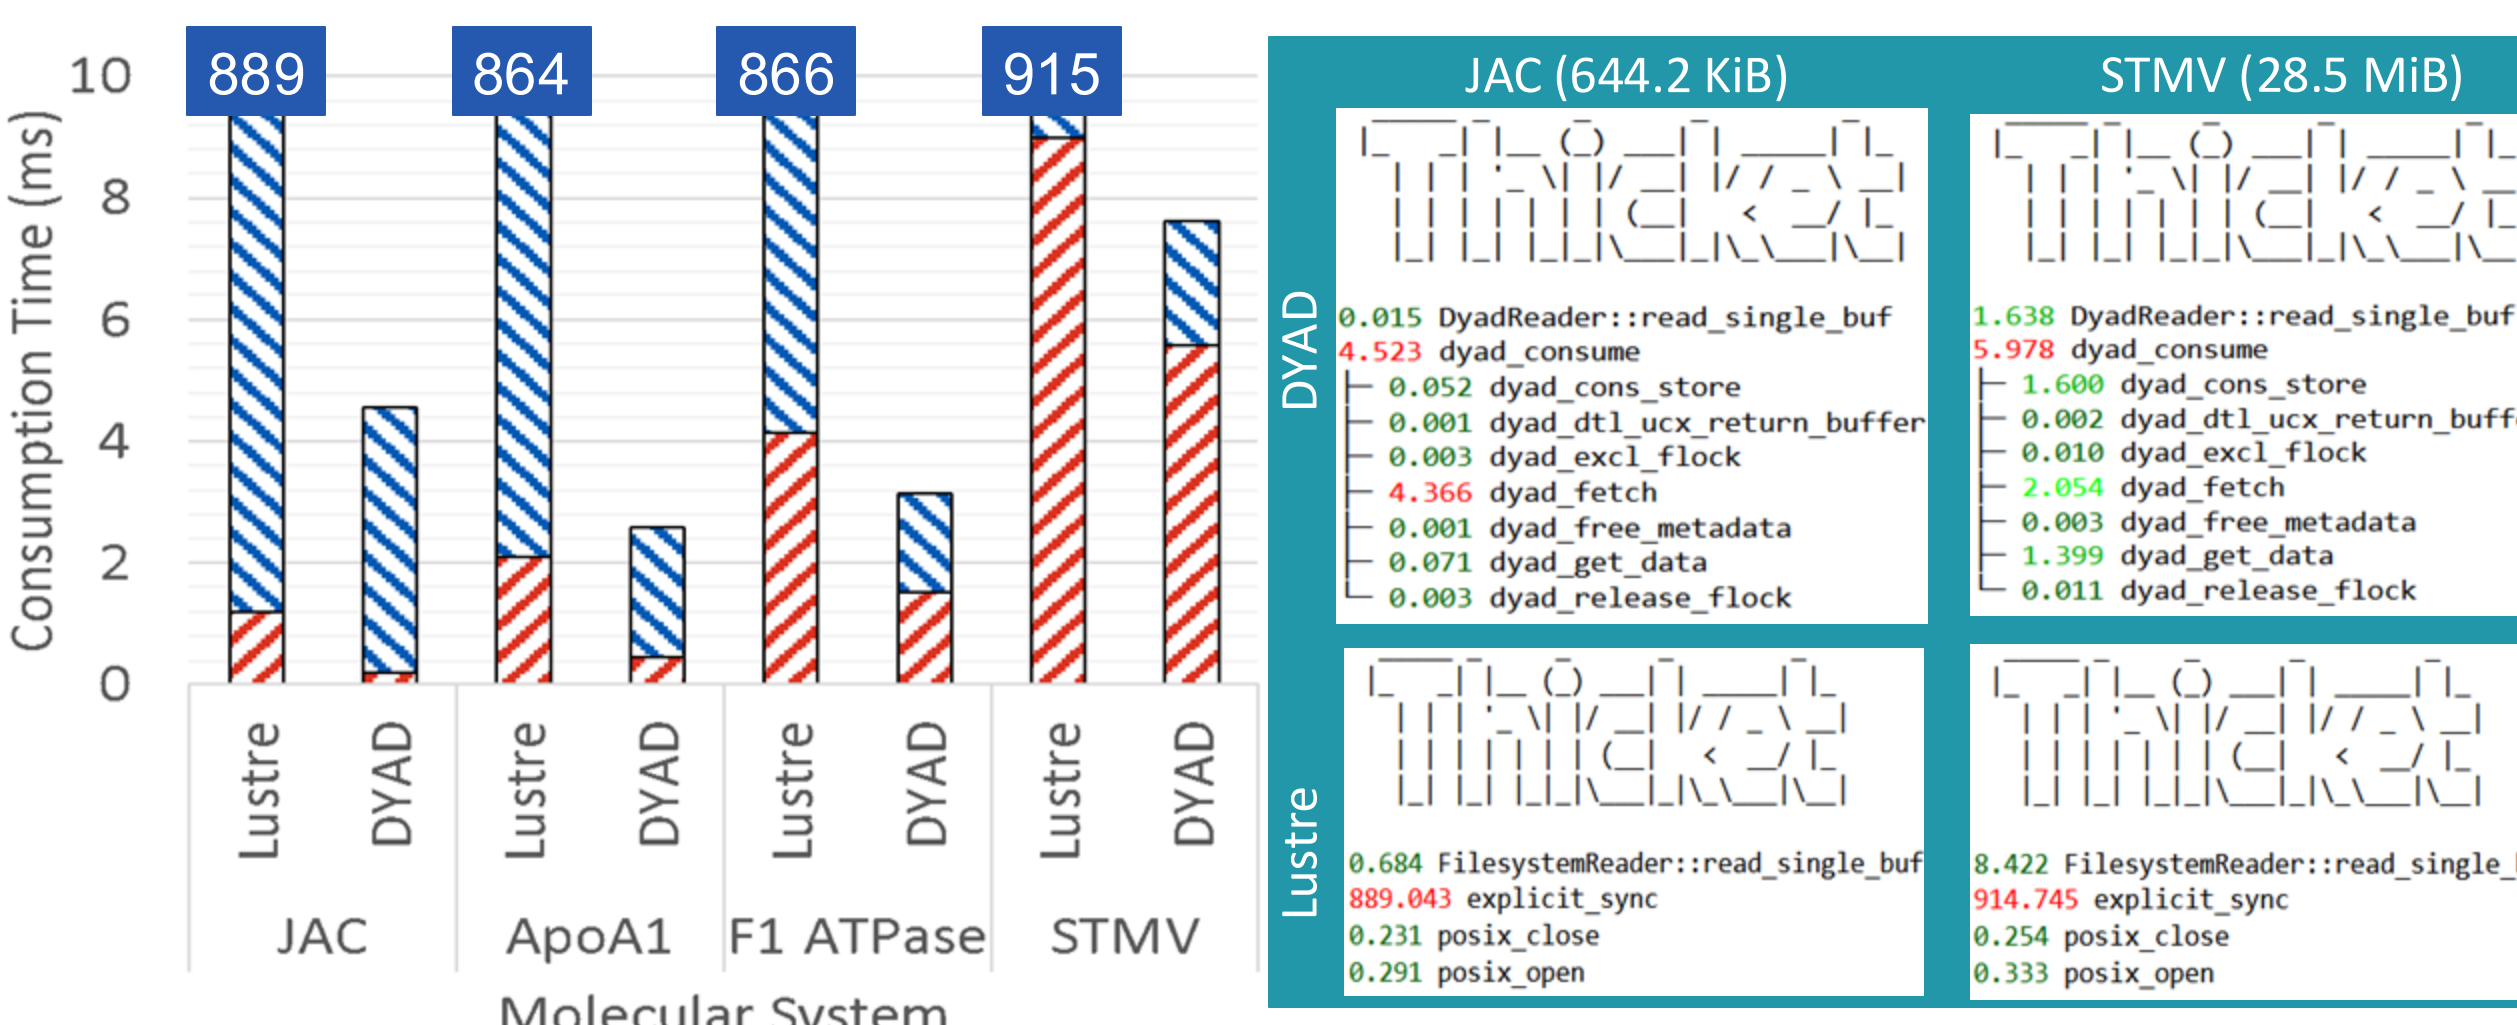 889
864
866
915
10
8
6
4
2
0
Consumption Time (ms)
Lustre
DYAD
Lustre
DYAD
Lustre
DYAD
Lustre
DYAD
JAC
ApoA1
F1 ATPase
STMV
Molecular System
JAC (644.2 KiB)
STMV (28.5 MiB)
DYAD
Thicket
0.015 DyadReader::read_single_buf
4.523 dyad_consume
├─ 0.052 dyad_cons_store
├─ 0.001 dyad_dtl_ucx_return_buffer
├─ 0.003 dyad_excl_flock
├─ 4.366 dyad_fetch
├─ 0.001 dyad_free_metadata
├─ 0.071 dyad_get_data
└─ 0.003 dyad_release_flock
Thicket
1.638 DyadReader::read_single_buf
5.978 dyad_consume
├─ 1.600 dyad_cons_store
├─ 0.002 dyad_dtl_ucx_return_buff
├─ 0.010 dyad_excl_flock
├─ 2.054 dyad_fetch
├─ 0.003 dyad_free_metadata
├─ 1.399 dyad_get_data
└─ 0.011 dyad_release_flock
Lustre
Thicket
0.684 FilesystemReader::read_single_buf
889.043 explicit_sync
0.231 posix_close
0.291 posix_open
Thicket
8.422 FilesystemReader::read_single_
914.745 explicit_sync
0.254 posix_close
0.333 posix_open